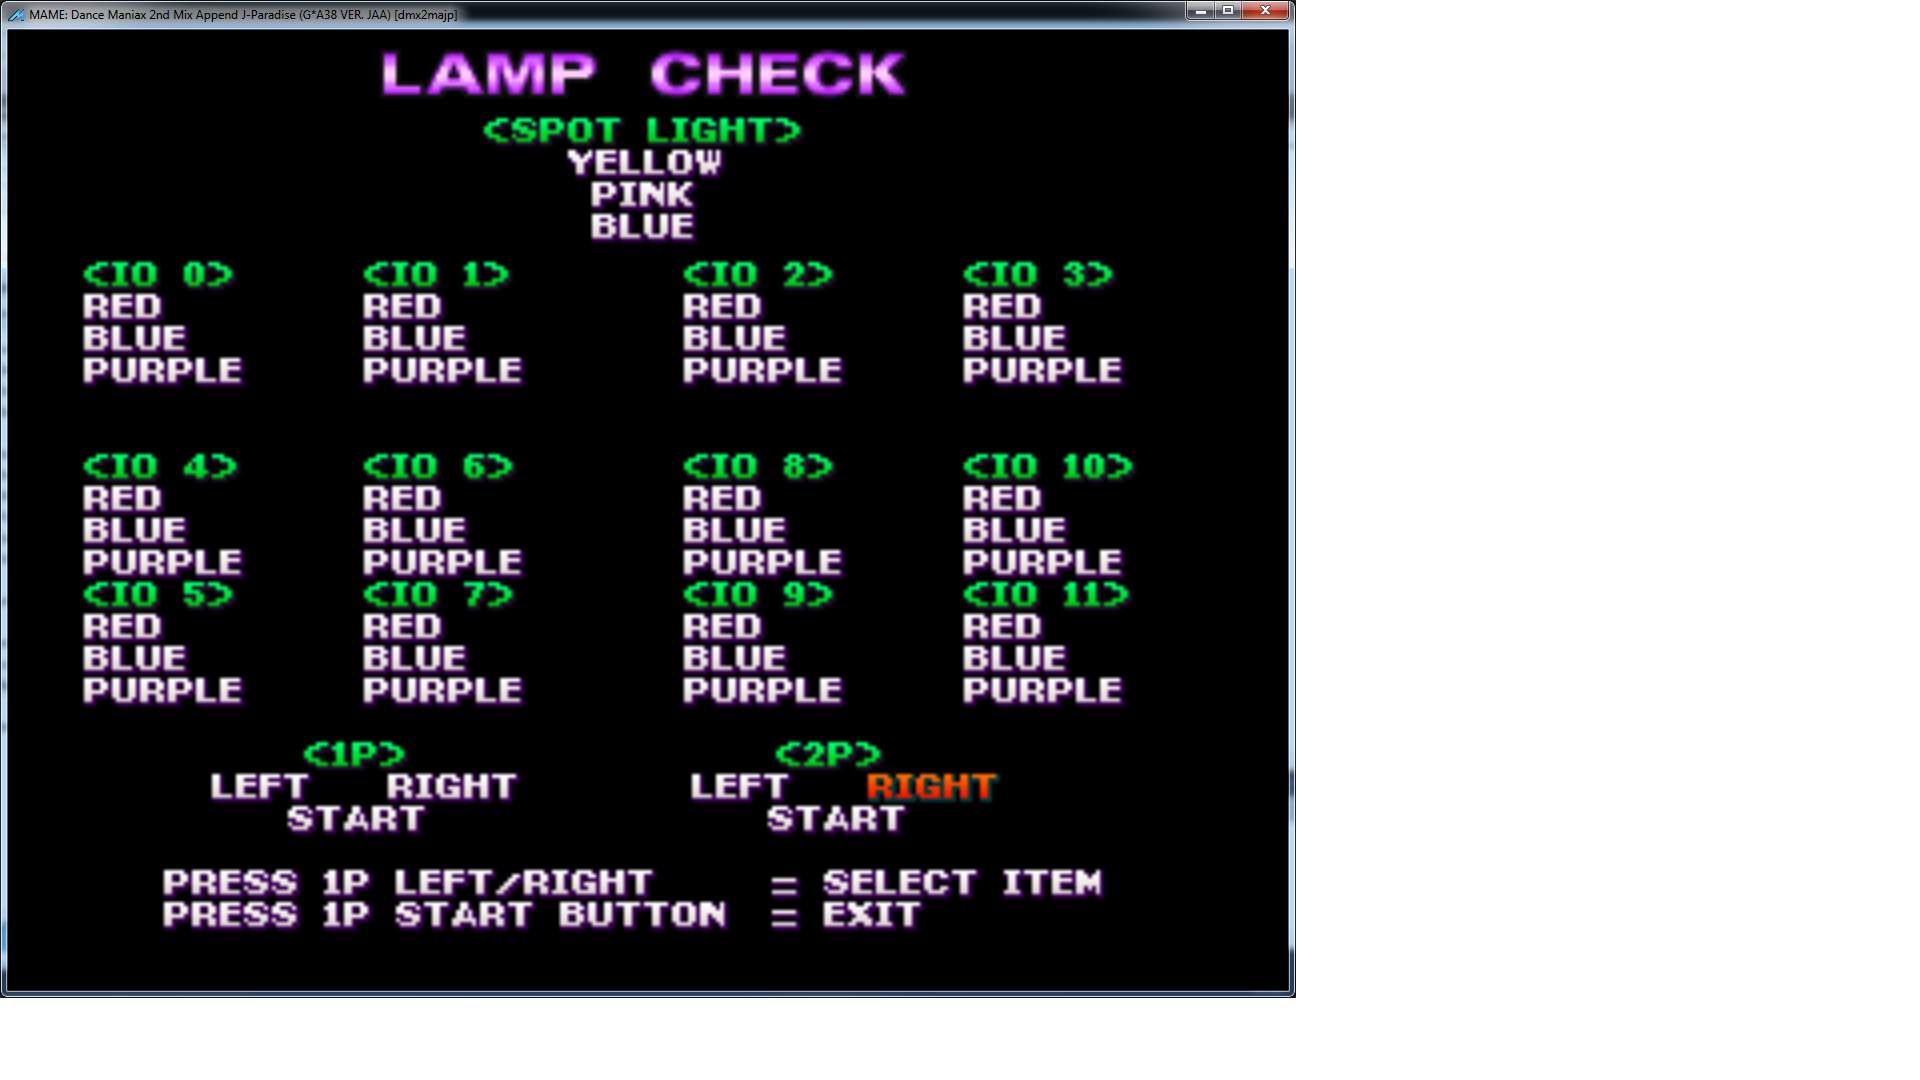 MAME: Dance Maniax 2nd Mix Append J-Paradise (G*A38 VER. JAA) [dmx2majp]
LAMP CHECK
<SPOT LIGHT>
YELLOW
PINK
BLUE
<IO 0> <IO 1> <IO 2> <IO 3>
RED RED RED RED
BLUE BLUE BLUE BLUE
PURPLE PURPLE PURPLE PURPLE
<IO 4> <IO 6> <IO 8> <IO 10>
RED RED RED RED
BLUE BLUE BLUE BLUE
PURPLE PURPLE PURPLE PURPLE
<IO 5> <IO 7> <IO 9> <IO 11>
RED RED RED RED
BLUE BLUE BLUE BLUE
PURPLE PURPLE PURPLE PURPLE
<1P> <2P>
LEFT RIGHT LEFT RIGHT
START START
PRESS 1P LEFT/RIGHT = SELECT ITEM
PRESS 1P START BUTTON = EXIT